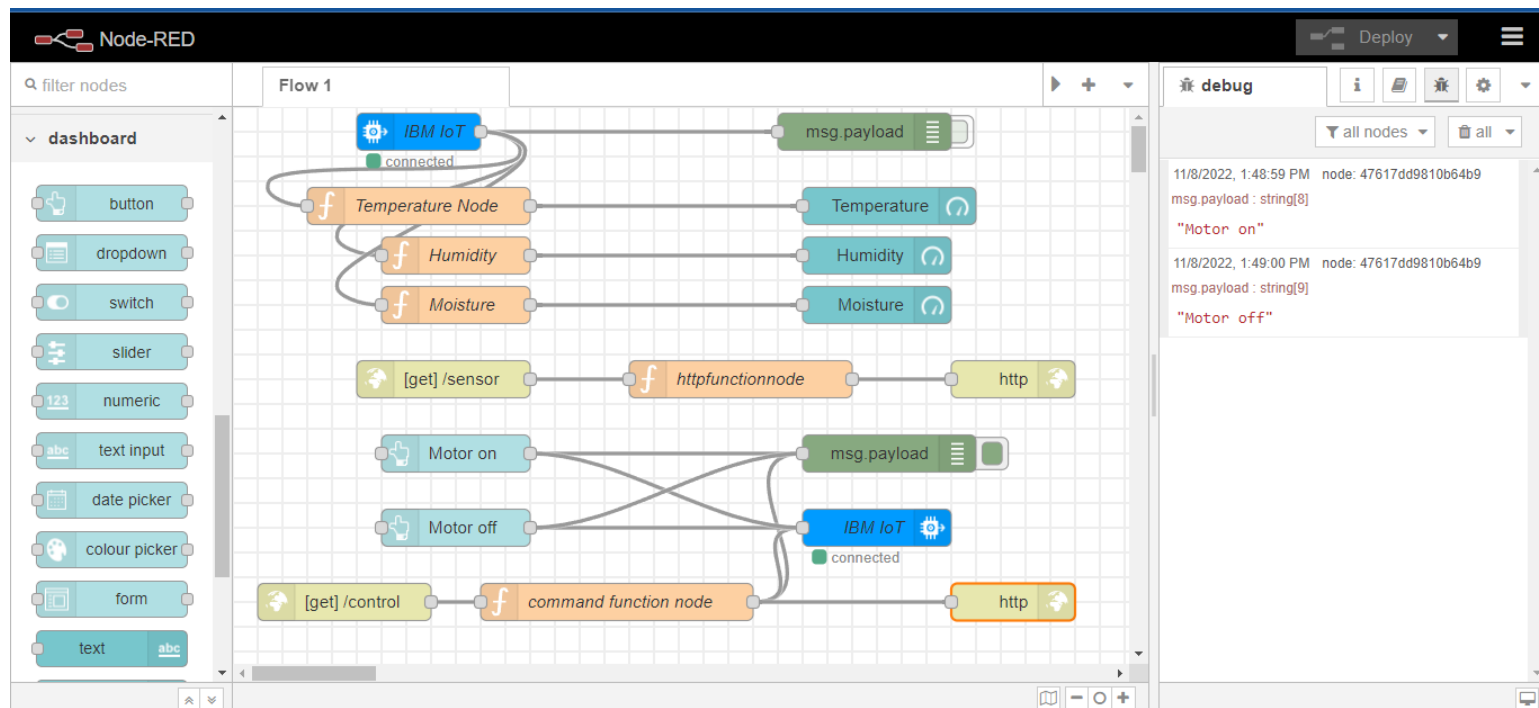 Node-RED
Deploy
filter nodes
Flow 1
debug
i
dashboard
all nodes
all
button
dropdown
switch
slider
123 numeric
abc text input
date picker
colour picker
form
text abc
IBM IoT
connected
msg.payload
f Temperature Node
Temperature
f Humidity
Humidity
f Moisture
Moisture
[get] /sensor
f httpfunctionnode
http
Motor on
msg.payload
Motor off
IBM IoT
connected
[get] /control
f command function node
http
11/8/2022, 1:48:59 PM node: 47617dd9810b64b9
msg.payload : string[8]
"Motor on"
11/8/2022, 1:49:00 PM node: 47617dd9810b64b9
msg.payload : string[9]
"Motor off"